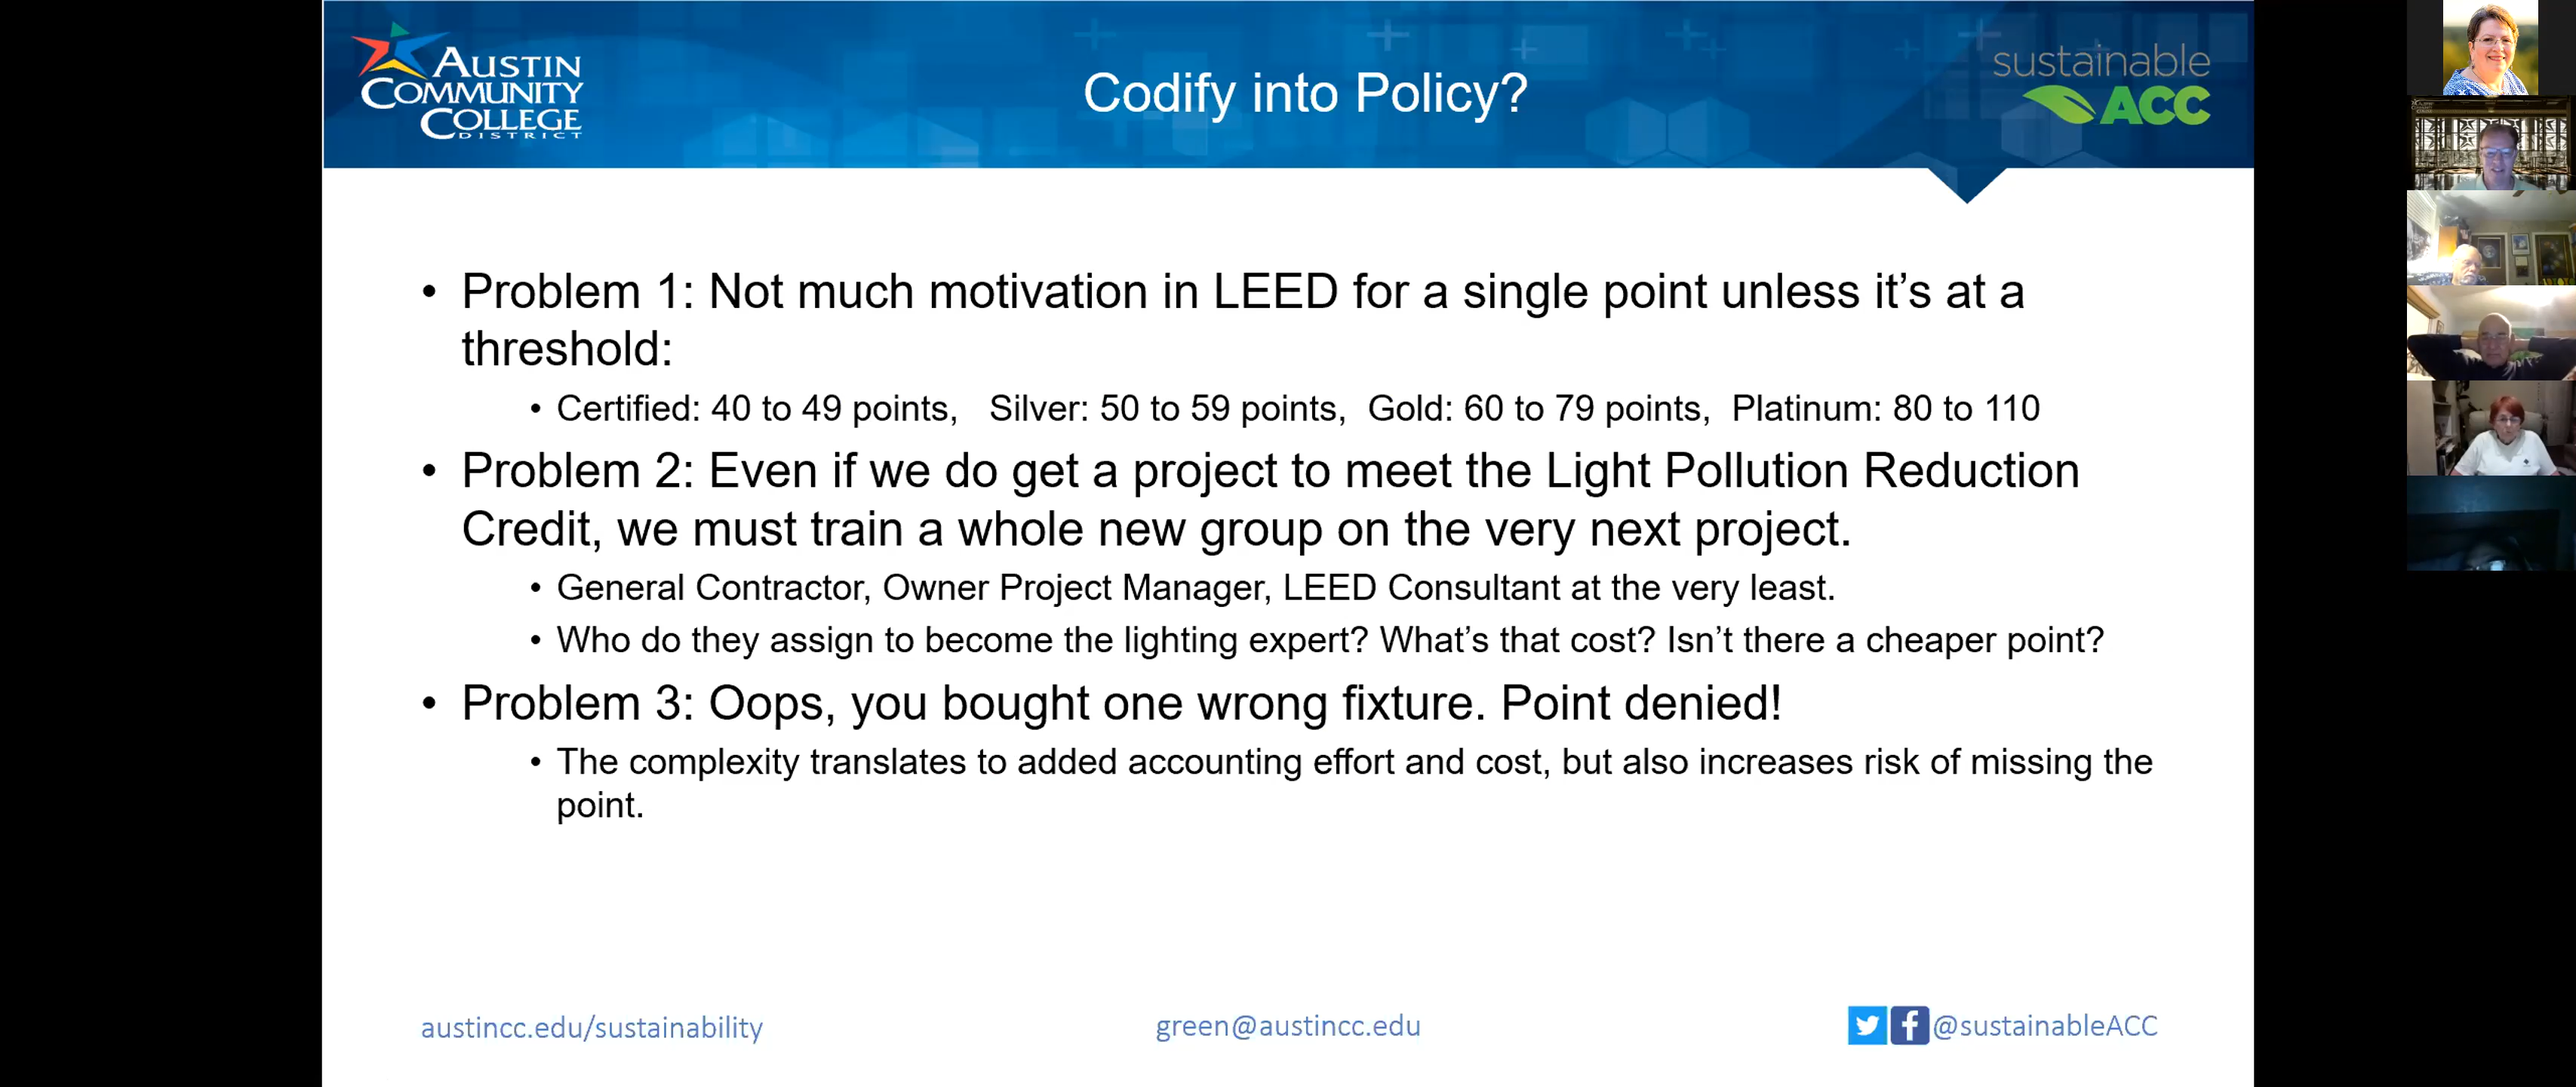 AUSTIN
COMMUNITY
COLLEGE
DISTRICT
Codify into Policy?
sustainable
ACC
• Problem 1: Not much motivation in LEED for a single point unless it’s at a
threshold:
• Certified: 40 to 49 points, Silver: 50 to 59 points, Gold: 60 to 79 points, Platinum: 80 to 110
• Problem 2: Even if we do get a project to meet the Light Pollution Reduction
Credit, we must train a whole new group on the very next project.
• General Contractor, Owner Project Manager, LEED Consultant at the very least.
• Who do they assign to become the lighting expert? What’s that cost? Isn’t there a cheaper point?
• Problem 3: Oops, you bought one wrong fixture. Point denied!
• The complexity translates to added accounting effort and cost, but also increases risk of missing the
point.
austincc.edu/sustainability
green@austincc.edu
@sustainableACC